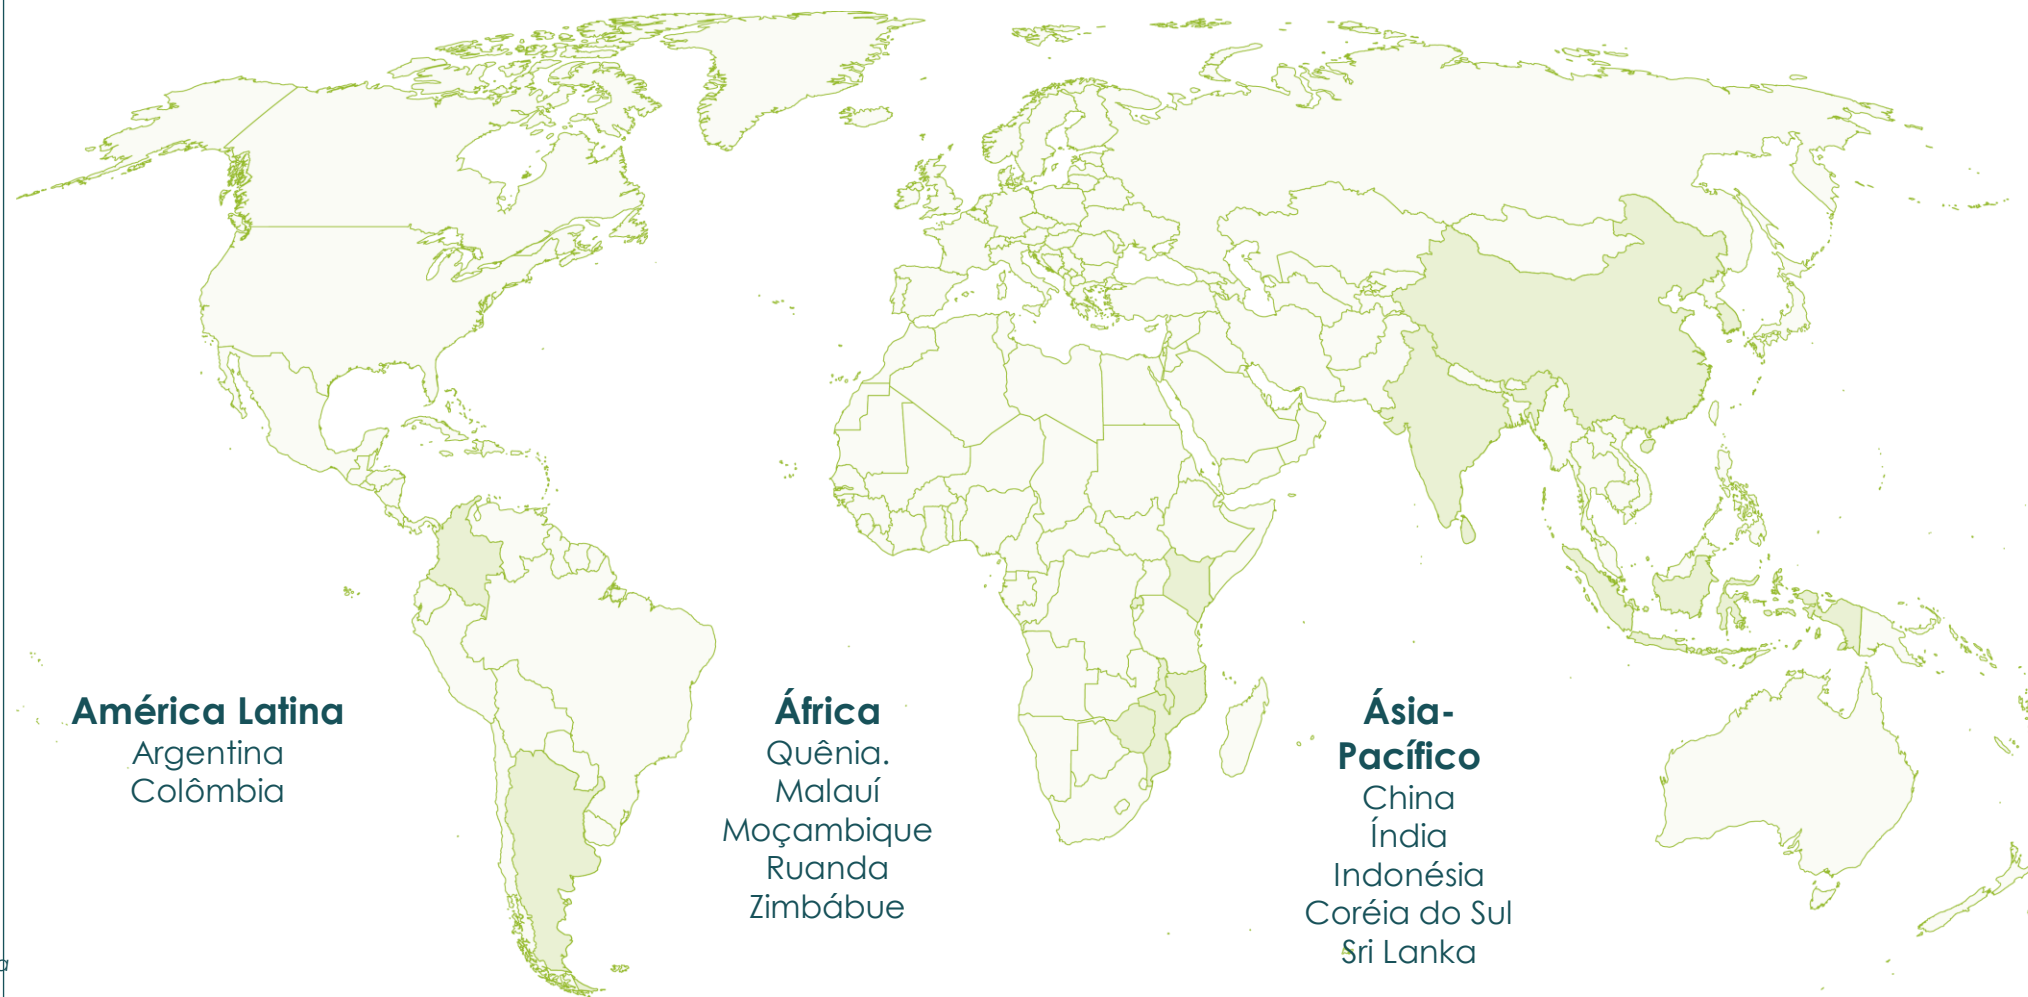 América Latina
Argentina
Colômbia
África
Quênia.
Malauí
Moçambique
Ruanda
Zimbábue
Ásia-
Pacífico
China
Índia
Indonésia
Coréia do Sul
Sri Lanka